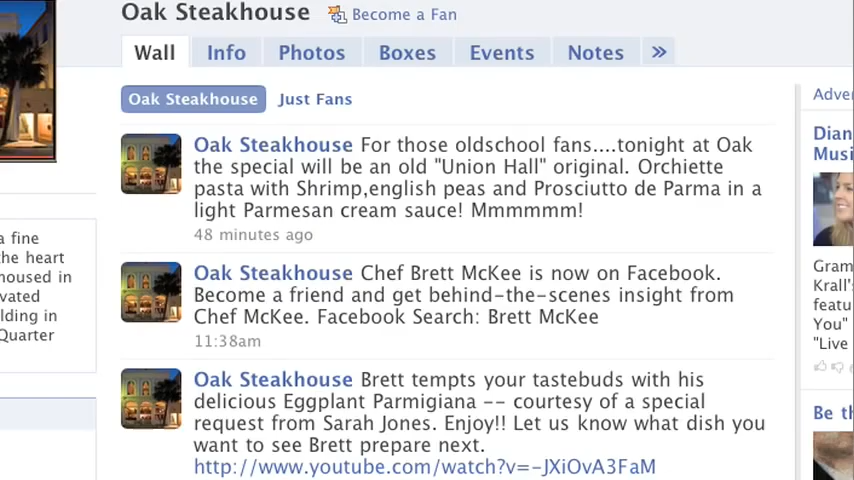 Oak Steakhouse Become a Fan
Wall Info Photos Boxes Events Notes »
Oak Steakhouse Just Fans
Oak Steakhouse For those oldschool fans....tonight at Oak
the special will be an old "Union Hall" original. Orchiette
pasta with Shrimp,english peas and Prosciutto de Parma in a
light Parmesan cream sauce! Mmmmmm!
48 minutes ago
Oak Steakhouse Chef Brett McKee is now on Facebook.
Become a friend and get behind-the-scenes insight from
Chef McKee. Facebook Search: Brett McKee
11:38am
Oak Steakhouse Brett tempts your tastebuds with his
delicious Eggplant Parmigiana -- courtesy of a special
request from Sarah Jones. Enjoy!! Let us know what dish you
want to see Brett prepare next.
http://www.youtube.com/watch?v=-JXiOvA3FaM
a fine
the heart
housed in
vated
lding in
Quarter
Adver
Dian
Musi
Gram
Krall's
featu
You"
"Live
Be th